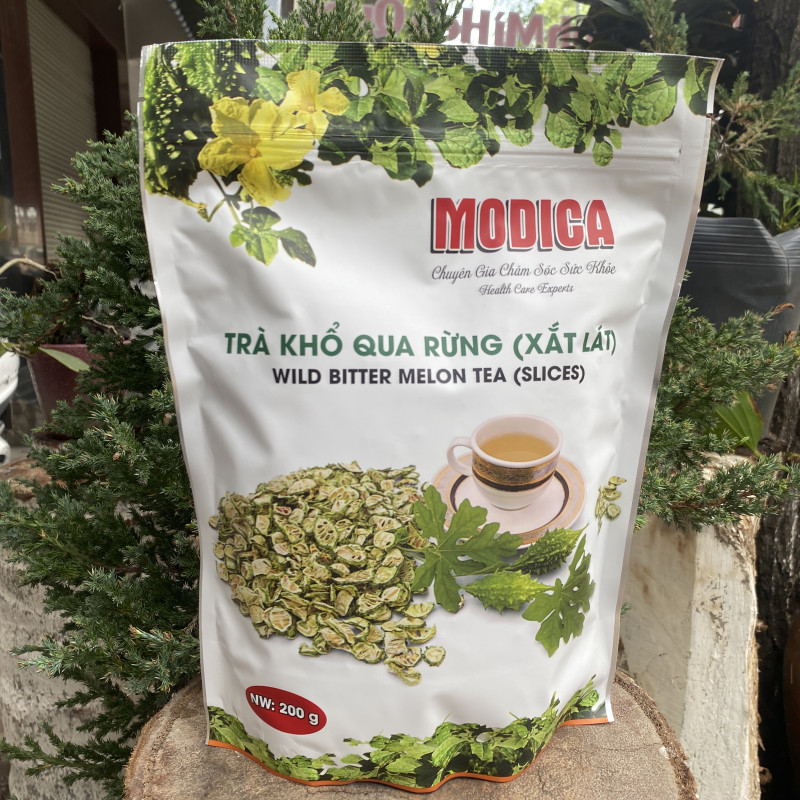 MODICA
Chuyên Gia Chăm Sóc Sức Khỏe
Health Care Experts
TRÀ KHỔ QUA RỪNG (XẮT LÁT)
WILD BITTER MELON TEA (SLICES)
NW: 200 g